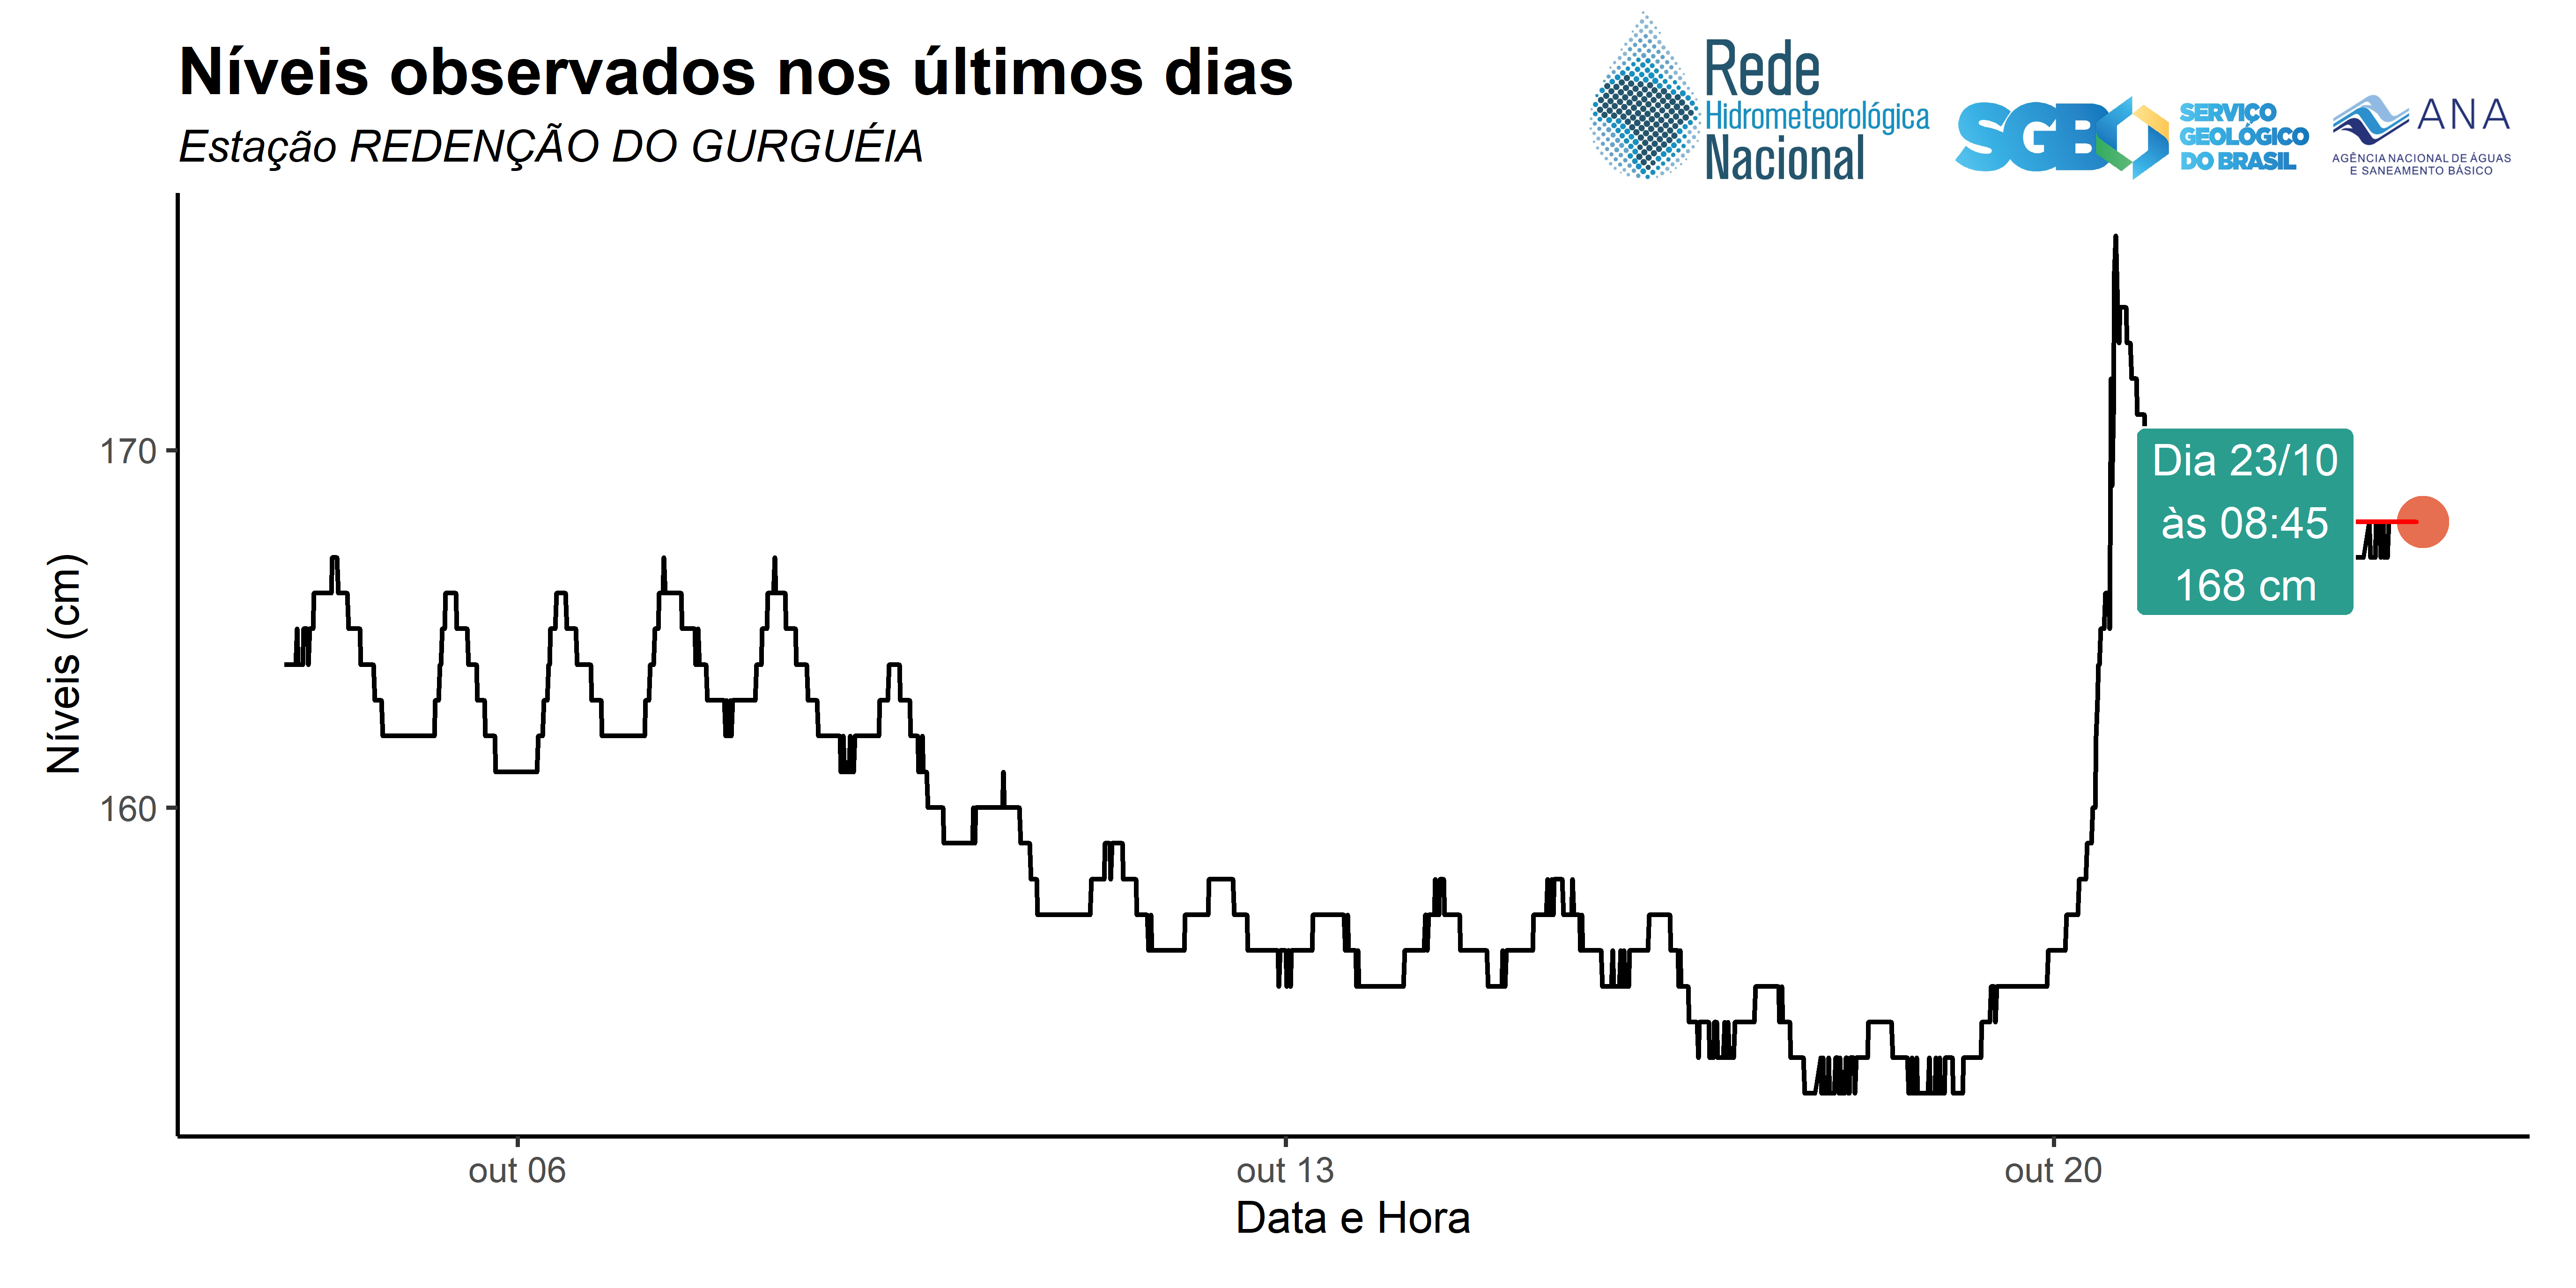 Níveis observados nos últimos dias
Estação REDENÇÃO DO GURGUÉIA
Rede
Hidrometeorológica
Nacional
SGB
SERVIÇO
GEOLÓGICO
DO BRASIL
ANA
AGÊNCIA NACIONAL DE ÁGUAS
E SANEAMENTO BÁSICO
Níveis (cm)
170
160
Dia 23/10
às 08:45
168 cm
out 06
out 13
out 20
Data e Hora